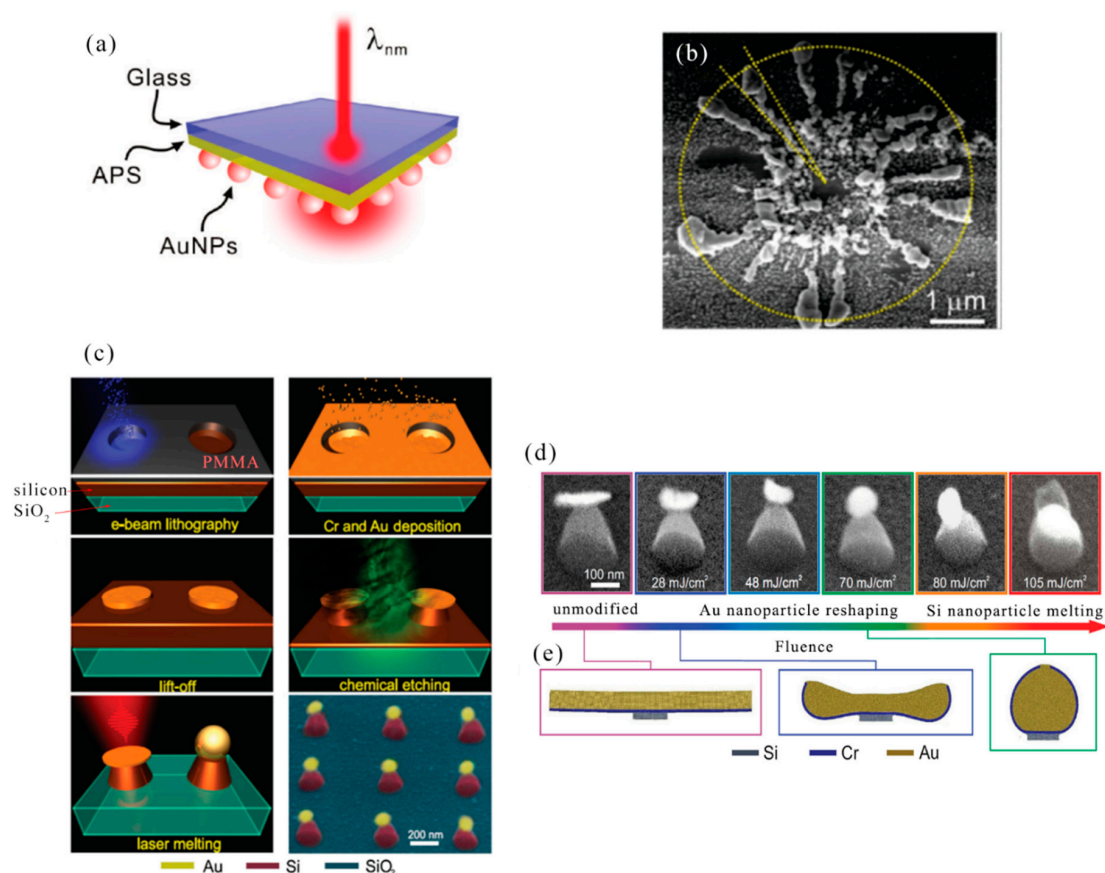 (a)
λnm
Glass
APS
AuNPs
(b)
1 μm
(c)
PMMA
silicon
SiO2
e-beam lithography
Cr and Au deposition
lift-off
chemical etching
laser melting
200 nm
Au Si SiO2
(d)
100 nm
28 mJ/cm²
48 mJ/cm²
70 mJ/cm²
80 mJ/cm²
105 mJ/cm²
unmodified Au nanoparticle reshaping Si nanoparticle melting
Fluence
(e)
Si Cr Au